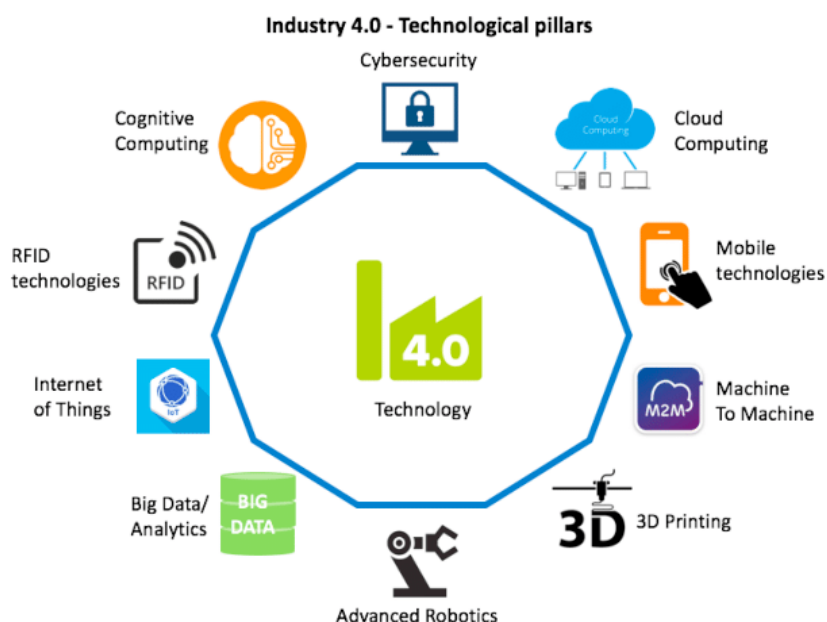 Industry 4.0 - Technological pillars
Cybersecurity
Cognitive
Computing
Cloud
Computing
Cloud
Computing
RFID
technologies
RFID
Mobile
technologies
4.0
Technology
Internet
of Things
IoT
M2M
Machine
To Machine
Big Data/
Analytics
BIG
DATA
3D
3D Printing
Advanced Robotics